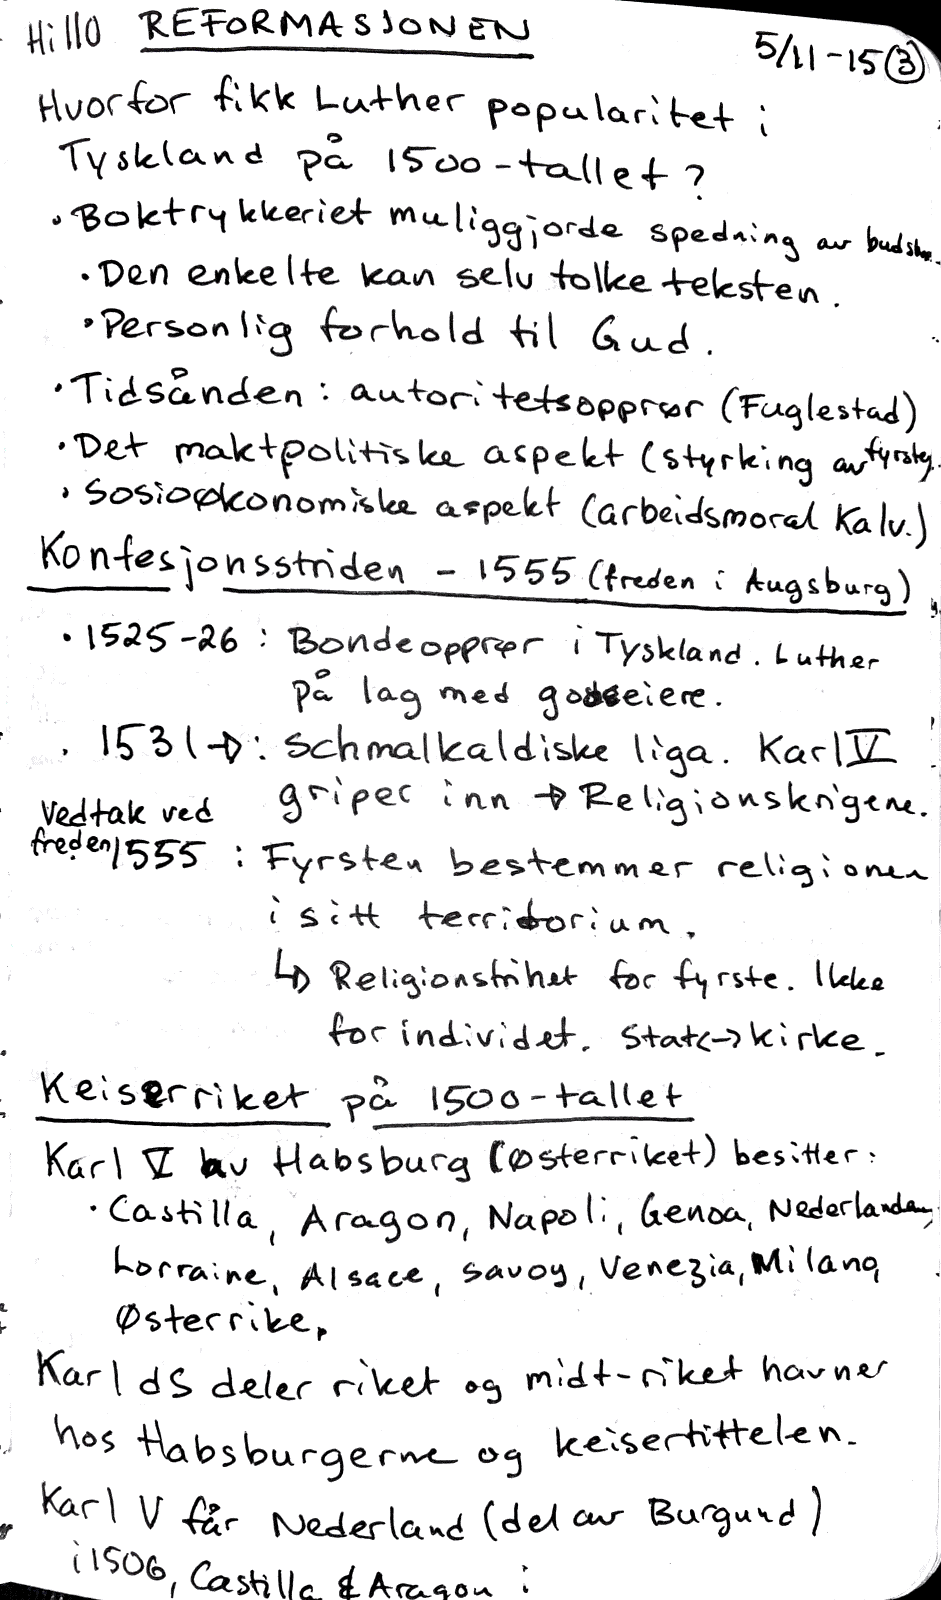 Hi110 REFORMASJONEN
5/11-15 (3)
Hvorfor fikk Luther popularitet i
Tyskland på 1500-tallet?
• Boktrykkeriet muliggjorde spedning av budsk..
• Den enkelte kan selv tolke teksten.
• Personlig forhold til Gud.
• Tidsånden: autoritetsopprør (Fuglestad)
• Det maktpolitiske aspekt (styrking av
• Sosioøkonomiske aspekt (arbeidsmoral Kalv.)
Konfesjonsstriden - 1555 (freden i Augsburg)
• 1525-26: Bondeopprør i Tyskland. Luther
på lag med godseiere.
• 1531→: Schmalkaldiske liga. Karl V
griper inn → Religionskrigene.
Vedtak ved
freden 1555: Fyrsten bestemmer religionen
i sitt territorium.
↳ Religionsfrihet for fyrste. Ikke
for individet. Stat<->kirke.
Keiserriket på 1500-tallet
Karl V av Habsburg (østerriket) besitter:
• Castilla, Aragon, Napoli, Genoa, Nederlandene,
Lorraine, Alsace, Savoy, Venezia, Milano,
Østerrike,
Karl dS deler riket og midt-riket havner
hos Habsburgerne og keisertittelen.
Karl V får Nederland (del av Burgund)
i 1506, Castilla & Aragon i